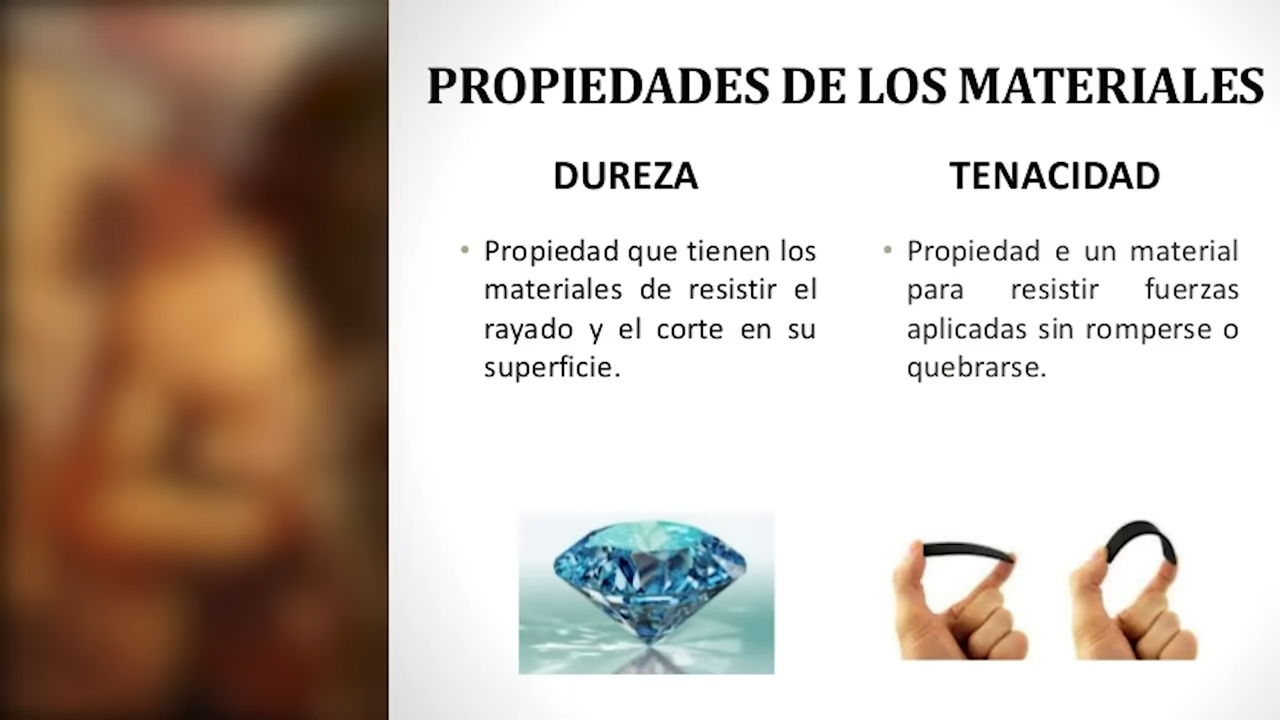 PROPIEDADES DE LOS MATERIALES
DUREZA
• Propiedad que tienen los
materiales de resistir el
rayado y el corte en su
superficie.
TENACIDAD
• Propiedad e un material
para resistir fuerzas
aplicadas sin romperse o
quebrarse.